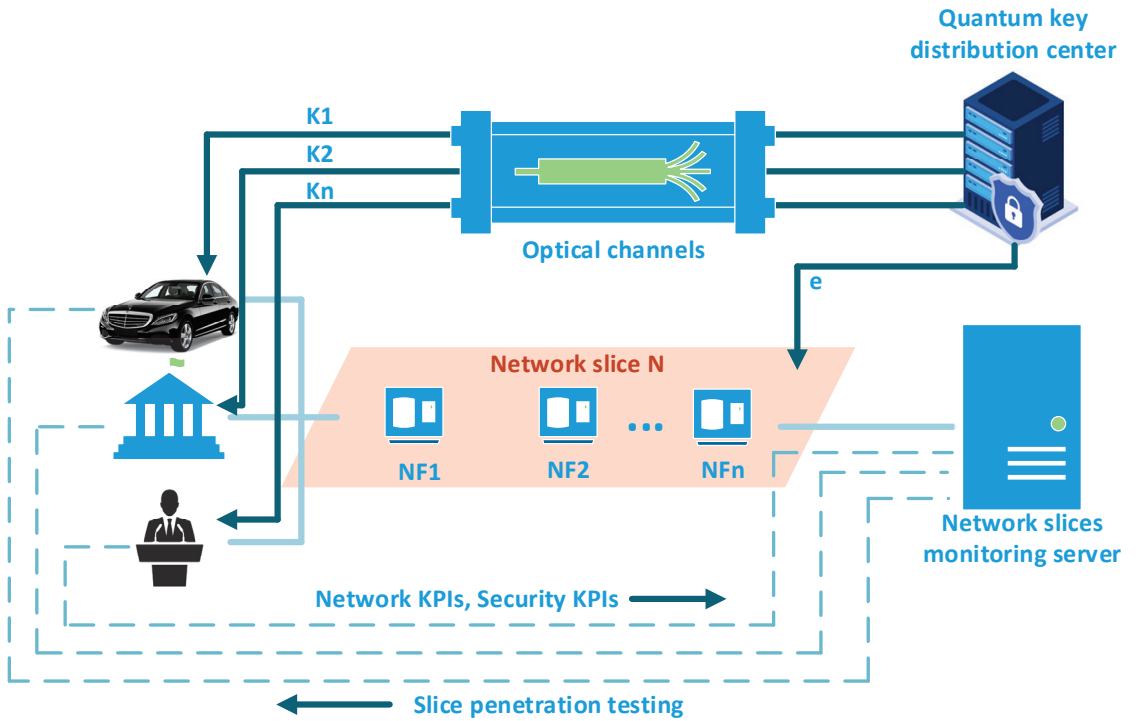 Quantum key
distribution center
K1
K2
Kn
Optical channels
e
Network slice N
NF1
NF2
NFn
Network slices
monitoring server
Network KPIs, Security KPIs
Slice penetration testing